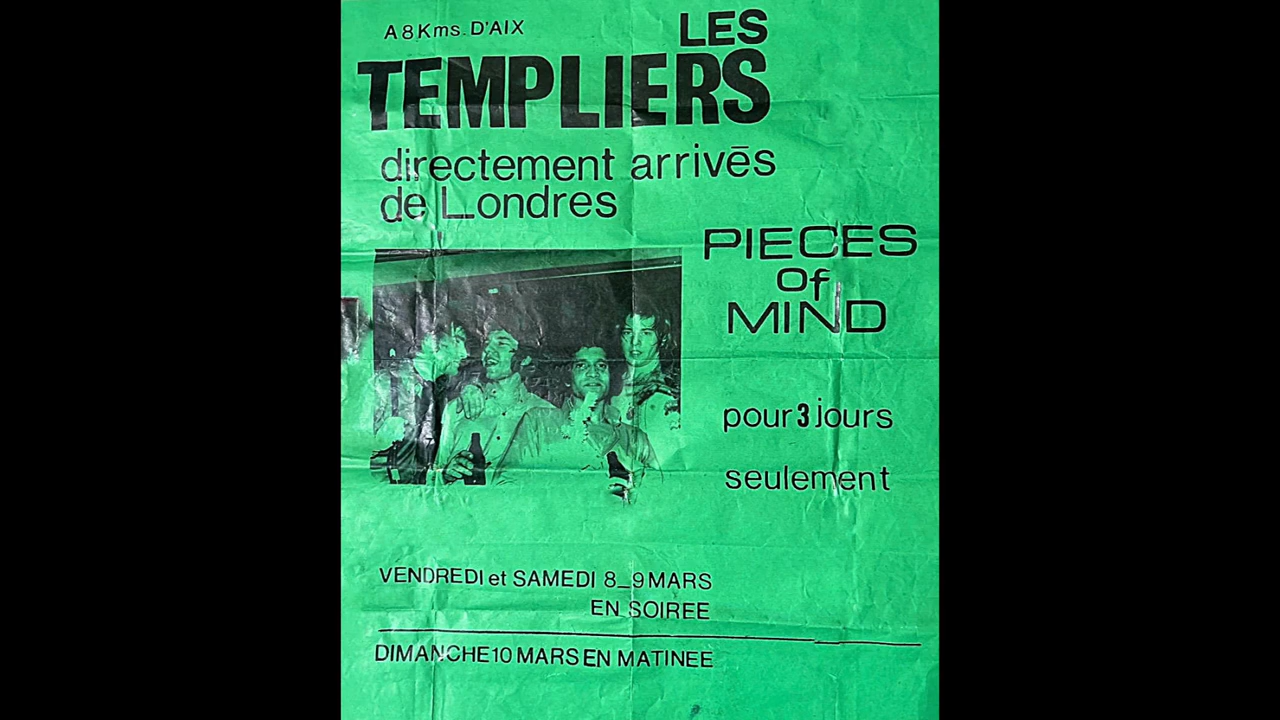 A 8 Kms. D'AIX
LES
TEMPLIERS
directement arrivēs
de Londres
PIECES
Of
MIND
pour 3 jours
seulement
VENDREDI et SAMEDI 8_9 MARS
EN SOIREE
DIMANCHE 10 MARS EN MATINEE